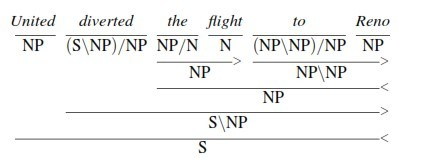 United diverted the flight to Reno
NP (S\NP)/NP NP/N N (NP\NP)/NP NP
> >
NP NP\NP
<
NP
>
S\NP
<
S